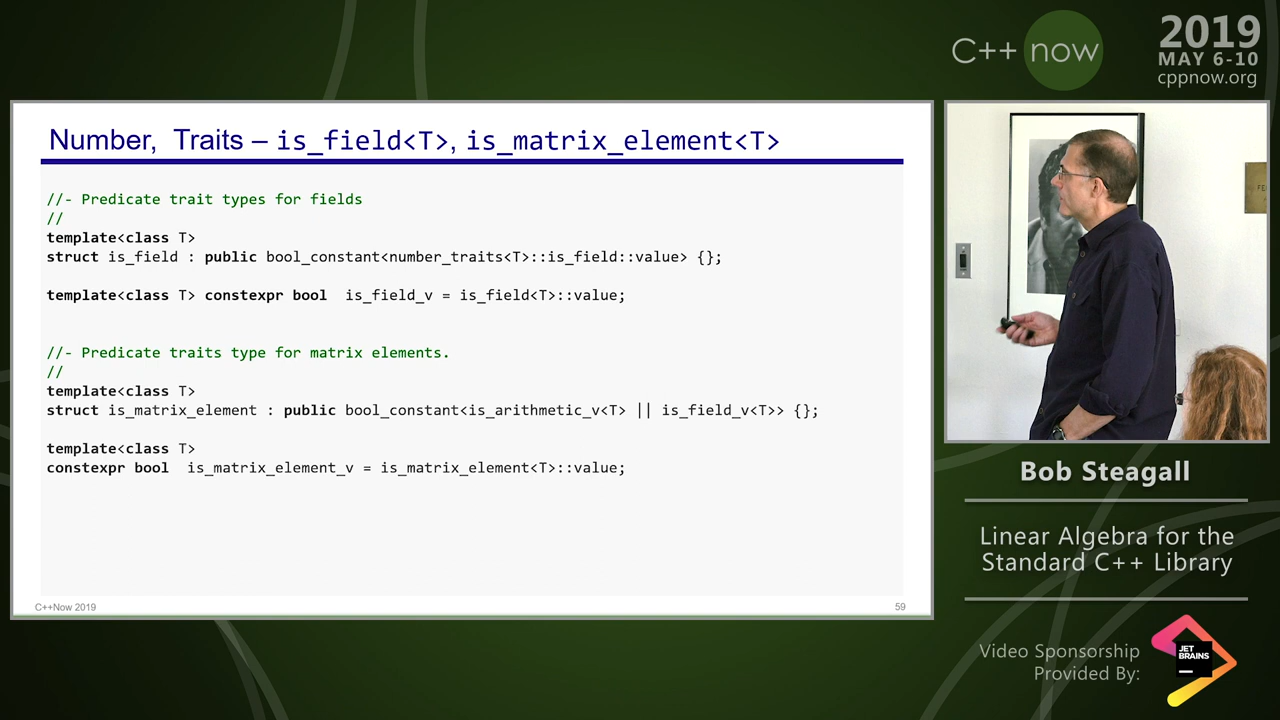 C++ now
2019
MAY 6-10
cppnow.org
Number, Traits – is_field<T>, is_matrix_element<T>
//- Predicate trait types for fields
//
template<class T>
struct is_field : public bool_constant<number_traits<T>::is_field::value> {};
template<class T> constexpr bool is_field_v = is_field<T>::value;
//- Predicate traits type for matrix elements.
//
template<class T>
struct is_matrix_element : public bool_constant<is_arithmetic_v<T> || is_field_v<T>> {};
template<class T>
constexpr bool is_matrix_element_v = is_matrix_element<T>::value;
C++Now 2019
59
Bob Steagall
Linear Algebra for the
Standard C++ Library
Video Sponsorship
Provided By:
JET
BRAINS